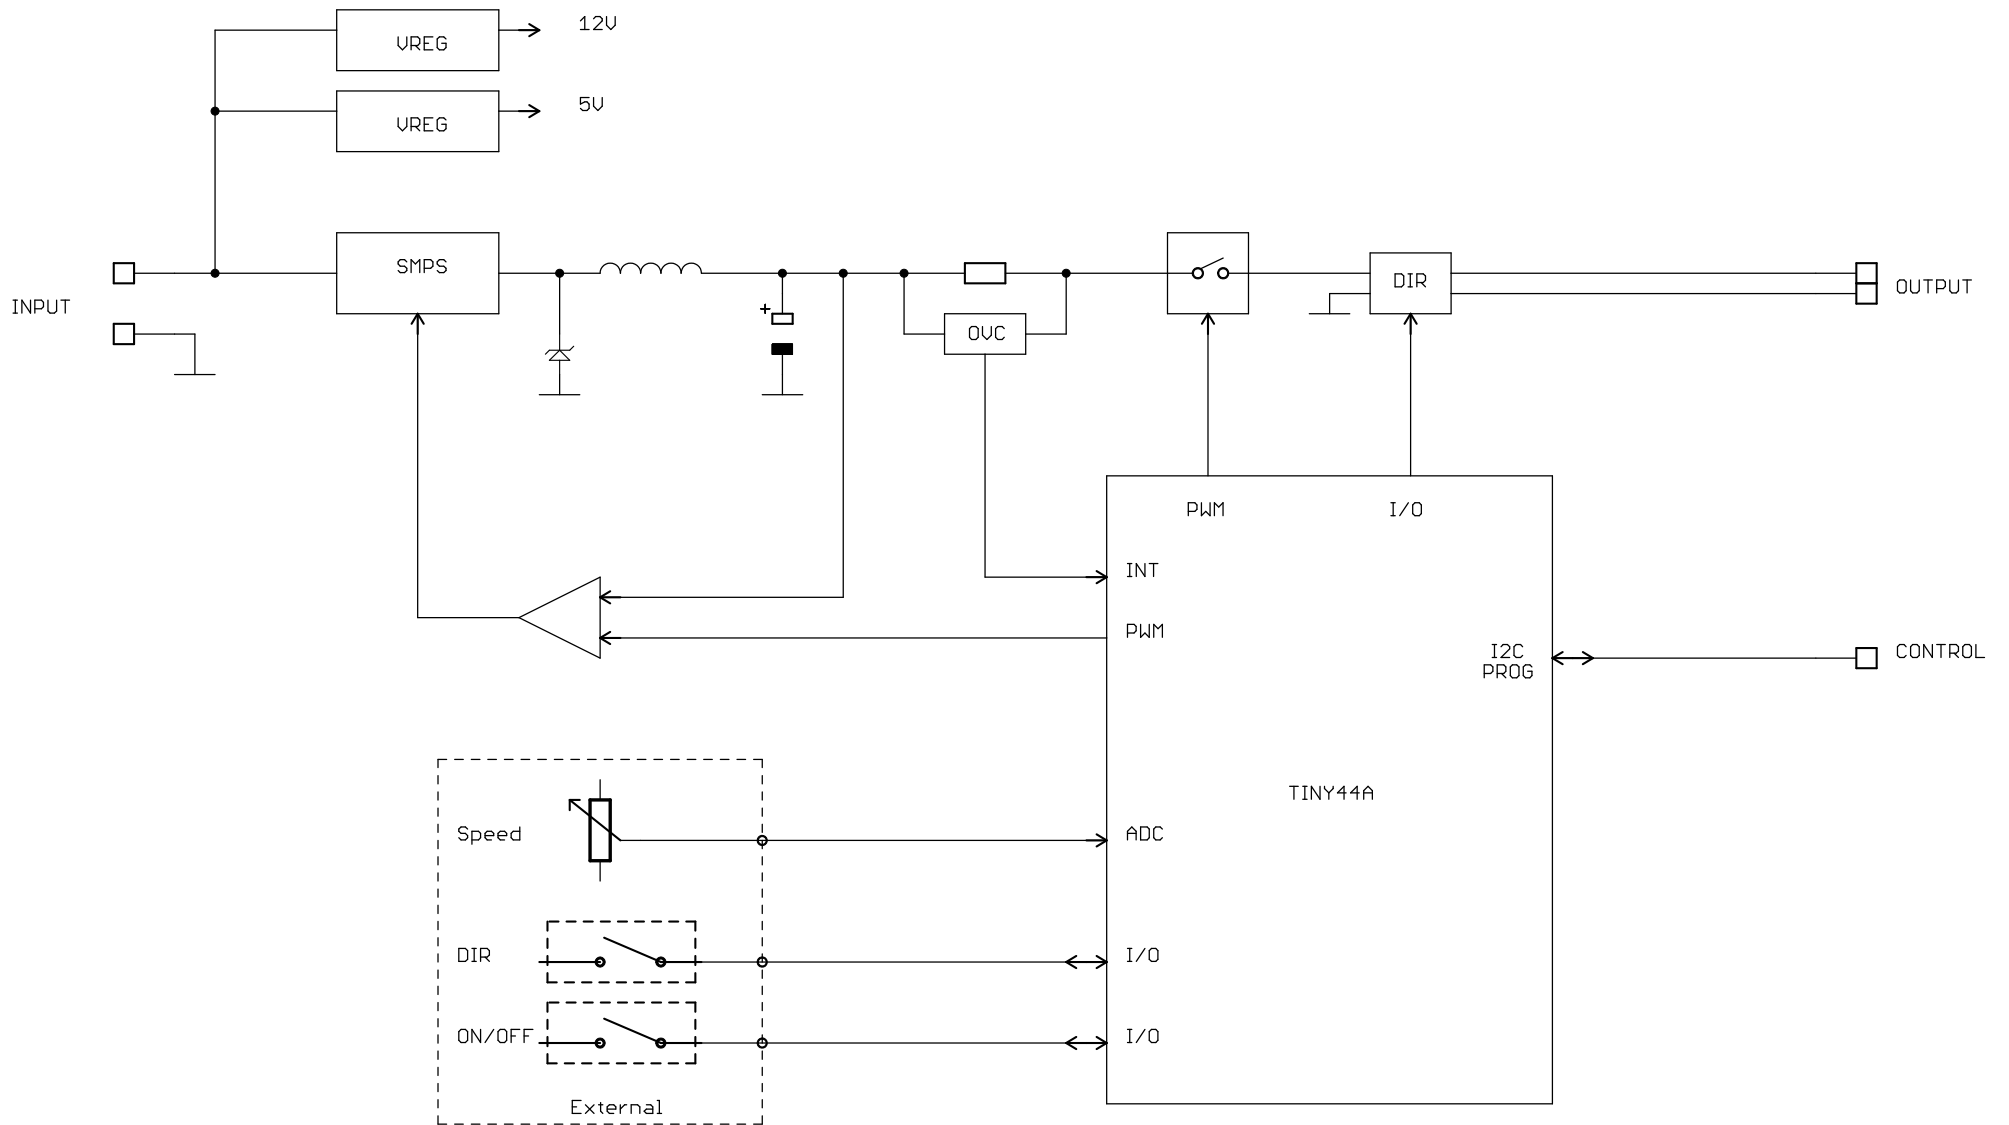 12V
VREG
5V
VREG
SMPS
INPUT
+
OVC
DIR
OUTPUT
PWM
I/O
INT
PWM
I2C
PROG
CONTROL
TINY44A
Speed
ADC
DIR
I/O
ON/OFF
I/O
External